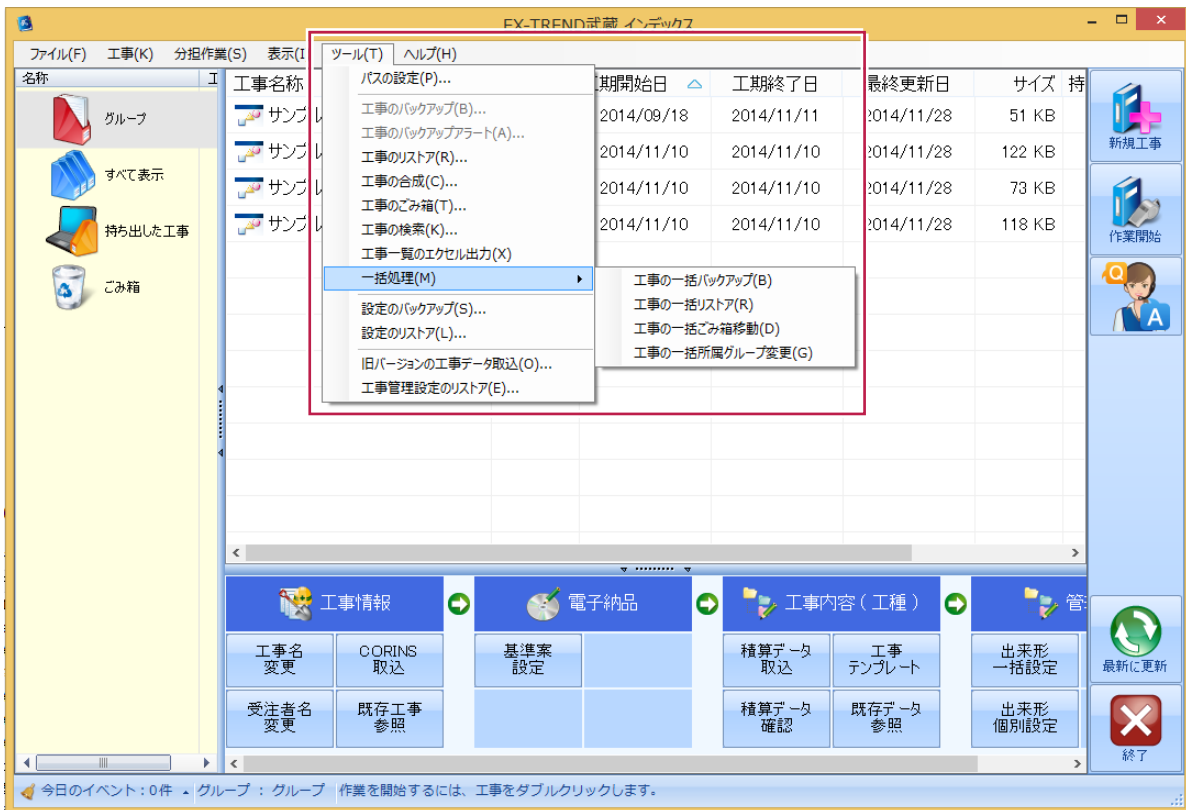 EX-TREND武蔵 インデックス
ファイル(F) 工事(K) 分担作業(S) 表示(I ツール(T) ヘルプ(H)
名称
グループ
すべて表示
持ち出した工事
ごみ箱
工事名称 期開始日 工期終了日 最終更新日 サイズ 持
サンプル 2014/09/18 2014/11/11 2014/11/28 51 KB
サンプル 2014/11/10 2014/11/10 2014/11/28 122 KB
サンプル 2014/11/10 2014/11/10 2014/11/28 73 KB
サンプル 2014/11/10 2014/11/10 2014/11/28 118 KB
パスの設定(P)...
工事のバックアップ(B)...
工事のバックアップアラート(A)...
工事のリストア(R)...
工事の合成(C)...
工事のごみ箱(T)...
工事の検索(K)...
工事一覧のエクセル出力(X)
一括処理(M)
設定のバックアップ(S)...
設定のリストア(L)...
旧バージョンの工事データ取込(O)...
工事管理設定のリストア(E)...
工事の一括バックアップ(B)
工事の一括リストア(R)
工事の一括ごみ箱移動(D)
工事の一括所属グループ変更(G)
新規工事
作業開始
Q
A
最新に更新
終了
工事情報 電子納品 工事内容(工種) 管
工事名
変更
CORINS
取込
基準案
設定
積算データ
取込
工事
テンプレート
出来形
一括設定
受注者名
変更
既存工事
参照
積算データ
確認
既存データ
参照
出来形
個別設定
今日のイベント:0件 グループ : グループ 作業を開始するには、工事をダブルクリックします。